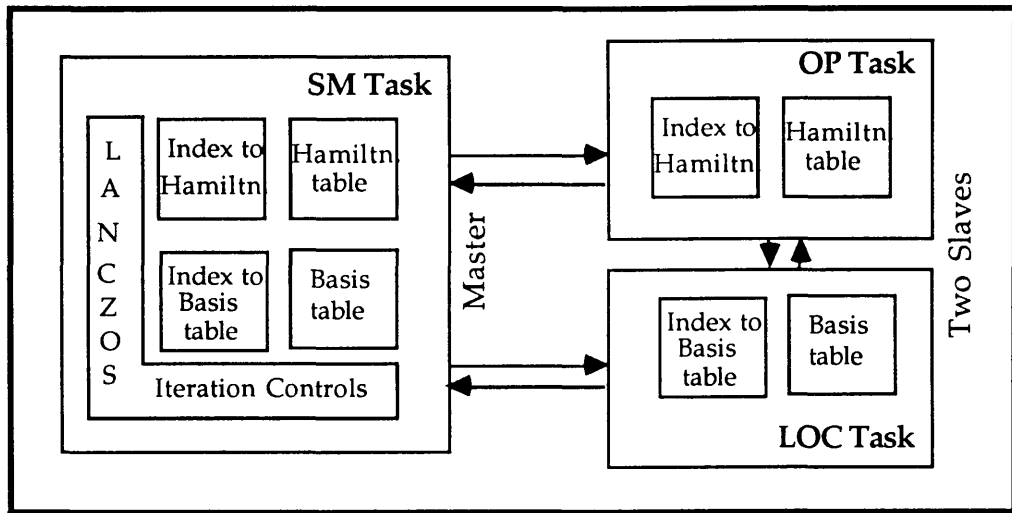 SM Task
LANCZOS
Index to
Hamiltn.
Hamiltn.
table
Index to
Basis
table
Basis
table
Iteration Controls
Master
OP Task
Index to
Hamiltn.
Hamiltn.
table
Two Slaves
Index to
Basis
table
Basis
table
LOC Task